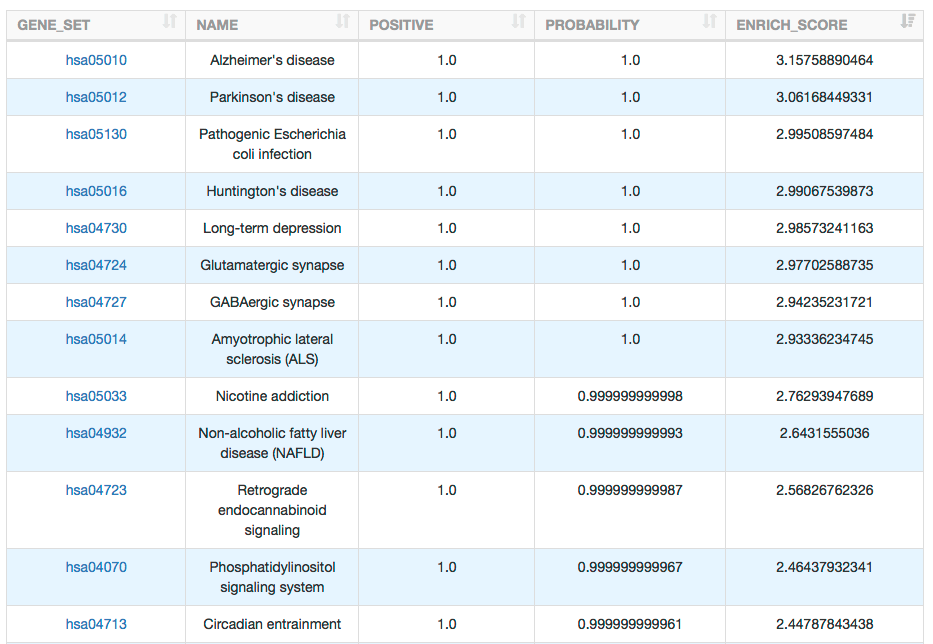 GENE_SET NAME POSITIVE PROBABILITY ENRICH_SCORE
hsa05010 Alzheimer's disease 1.0 1.0 3.15758890464
hsa05012 Parkinson's disease 1.0 1.0 3.06168449331
hsa05130 Pathogenic Escherichia 1.0 1.0 2.99508597484
coli infection
hsa05016 Huntington's disease 1.0 1.0 2.99067539873
hsa04730 Long-term depression 1.0 1.0 2.98573241163
hsa04724 Glutamatergic synapse 1.0 1.0 2.97702588735
hsa04727 GABAergic synapse 1.0 1.0 2.94235231721
hsa05014 Amyotrophic lateral 1.0 1.0 2.93336234745
sclerosis (ALS)
hsa05033 Nicotine addiction 1.0 0.999999999998 2.76293947689
hsa04932 Non-alcoholic fatty liver 1.0 0.999999999993 2.6431555036
disease (NAFLD)
hsa04723 Retrograde 1.0 0.999999999987 2.56826762326
endocannabinoid
signaling
hsa04070 Phosphatidylinositol 1.0 0.999999999967 2.46437932341
signaling system
hsa04713 Circadian entrainment 1.0 0.999999999961 2.44787843438